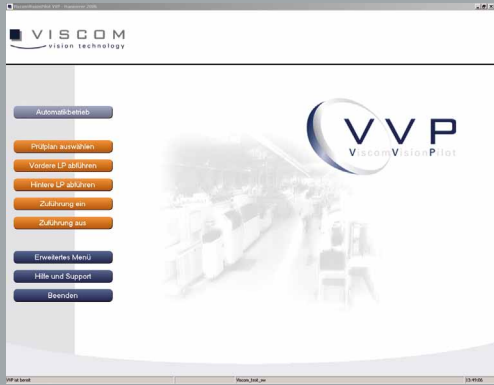 VISCOM
vision technology
VVP
ViscomVisionPilot
Automatikbetrieb
Prüfplan auswählen
Vordere LP abführen
Hintere LP abführen
Zuführung ein
Zuführung aus
Erweitertes Menü
Hilfe und Support
Beenden
VVP ist bereit